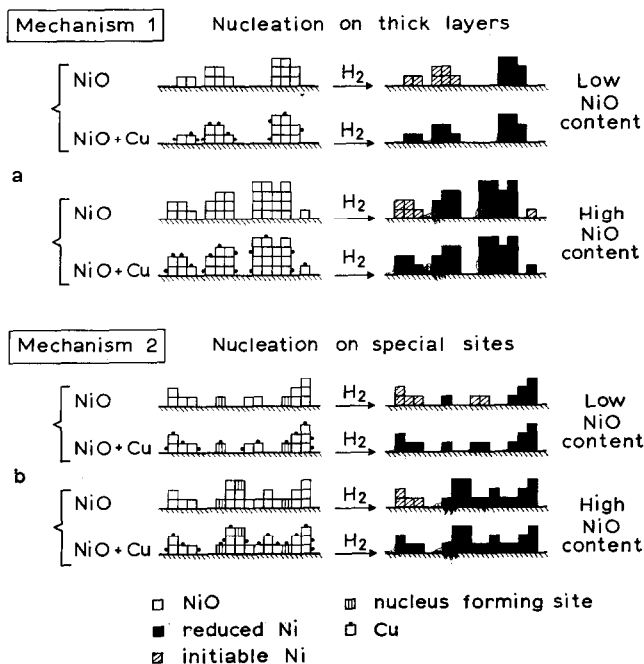 Mechanism 1 Nucleation on thick layers
NiO H2 Low
NiO
NiO+Cu H2 content
a
NiO H2 High
NiO
NiO+Cu H2 content
Mechanism 2 Nucleation on special sites
NiO H2 Low
NiO
NiO+Cu H2 content
b
NiO H2 High
NiO
NiO+Cu H2 content
NiO nucleus forming site
reduced Ni Cu
initiable Ni